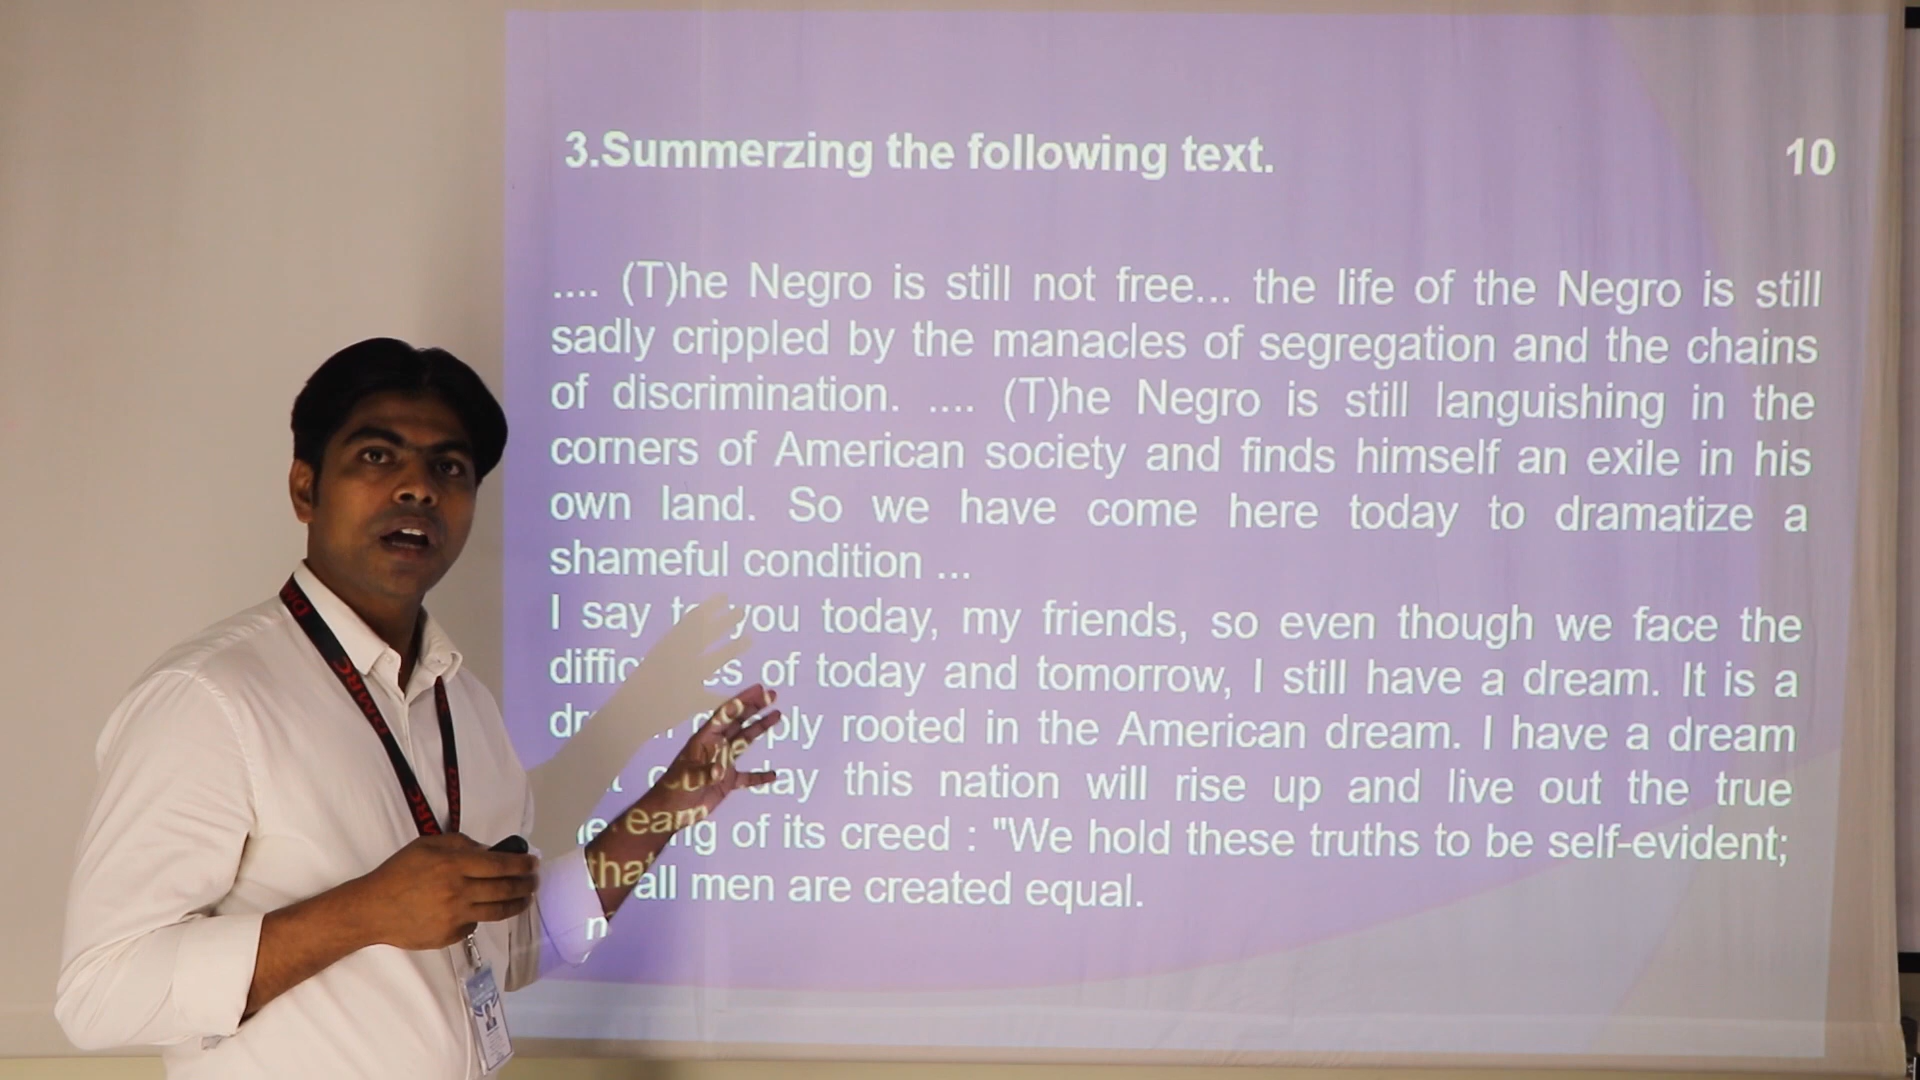 3.Summerzing the following text. 10
.... (T)he Negro is still not free... the life of the Negro is still
sadly crippled by the manacles of segregation and the chains
of discrimination. .... (T)he Negro is still languishing in the
corners of American society and finds himself an exile in his
own land. So we have come here today to dramatize a
shameful condition ...
I say to you today, my friends, so even though we face the
of today and tomorrow, I still have a dream. It is a
rooted in the American dream. I have a dream
day this nation will rise up and live out the true
of its creed : "We hold these truths to be self-evident;
that all men are created equal.
DMRC